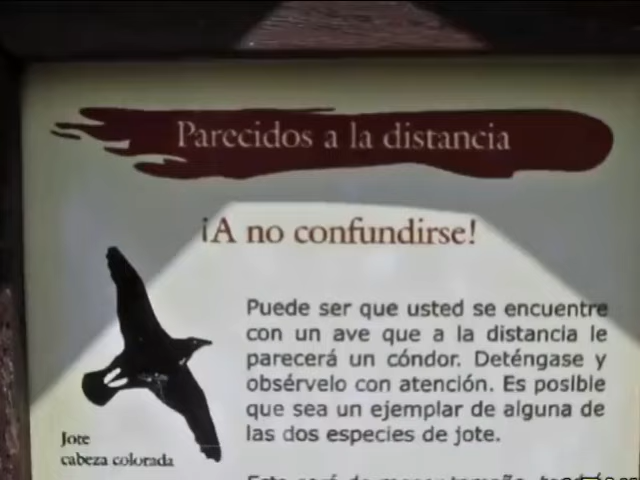 Parecidos a la distancia
¡A no confundirse!
Puede ser que usted se encuentre
con un ave que a la distancia le
parecerá un cóndor. Deténgase y
obsérvelo con atención. Es posible
que sea un ejemplar de alguna de
las dos especies de jote.
Jote
cabeza colorada